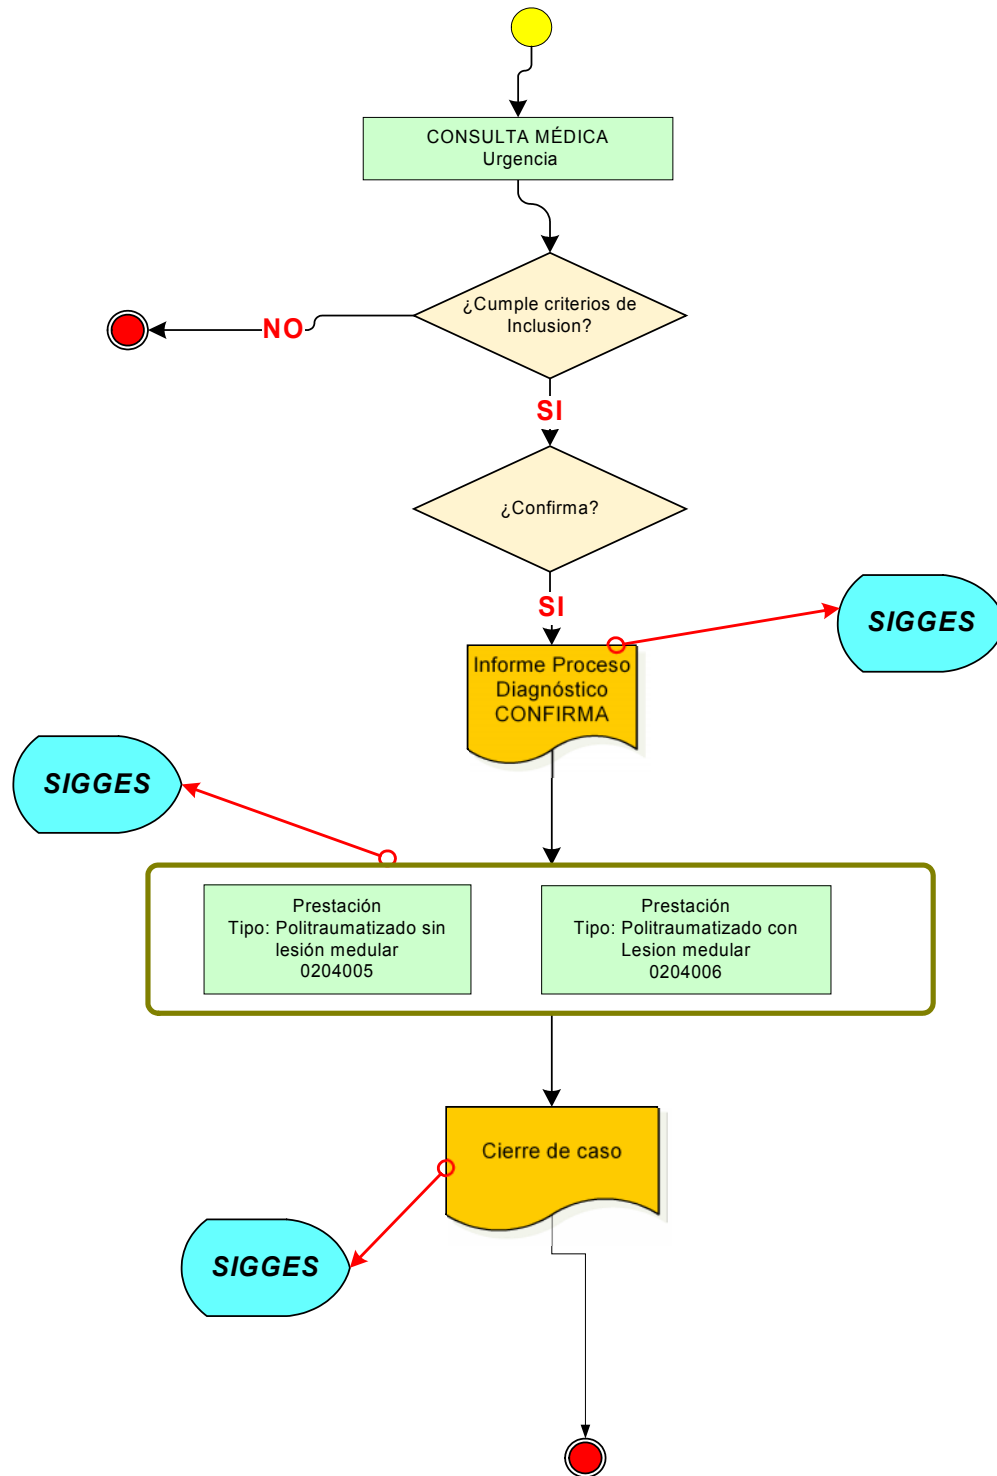 CONSULTA MÉDICA
Urgencia
¿Cumple criterios de
Inclusion?
NO
SI
¿Confirma?
SI
SIGGES
Informe Proceso
Diagnóstico
CONFIRMA
SIGGES
Prestación
Tipo: Politraumatizado sin
lesión medular
0204005
Prestación
Tipo: Politraumatizado con
Lesion medular
0204006
Cierre de caso
SIGGES